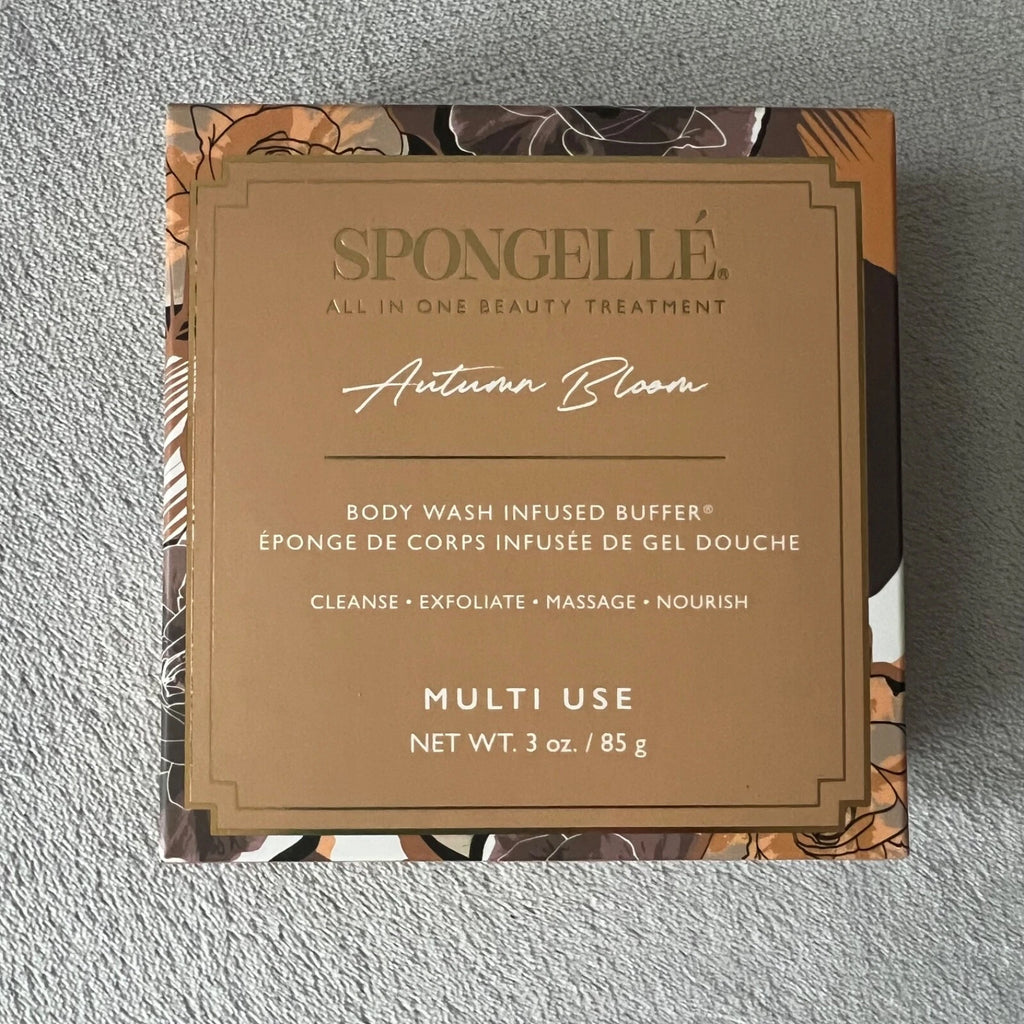 SPONGELLÉ®
ALL IN ONE BEAUTY TREATMENT
Autumn Bloom
BODY WASH INFUSED BUFFER®
ÉPONGE DE CORPS INFUSÉE DE GEL DOUCHE
CLEANSE • EXFOLIATE • MASSAGE • NOURISH
MULTI USE
NET WT. 3 oz. / 85 g